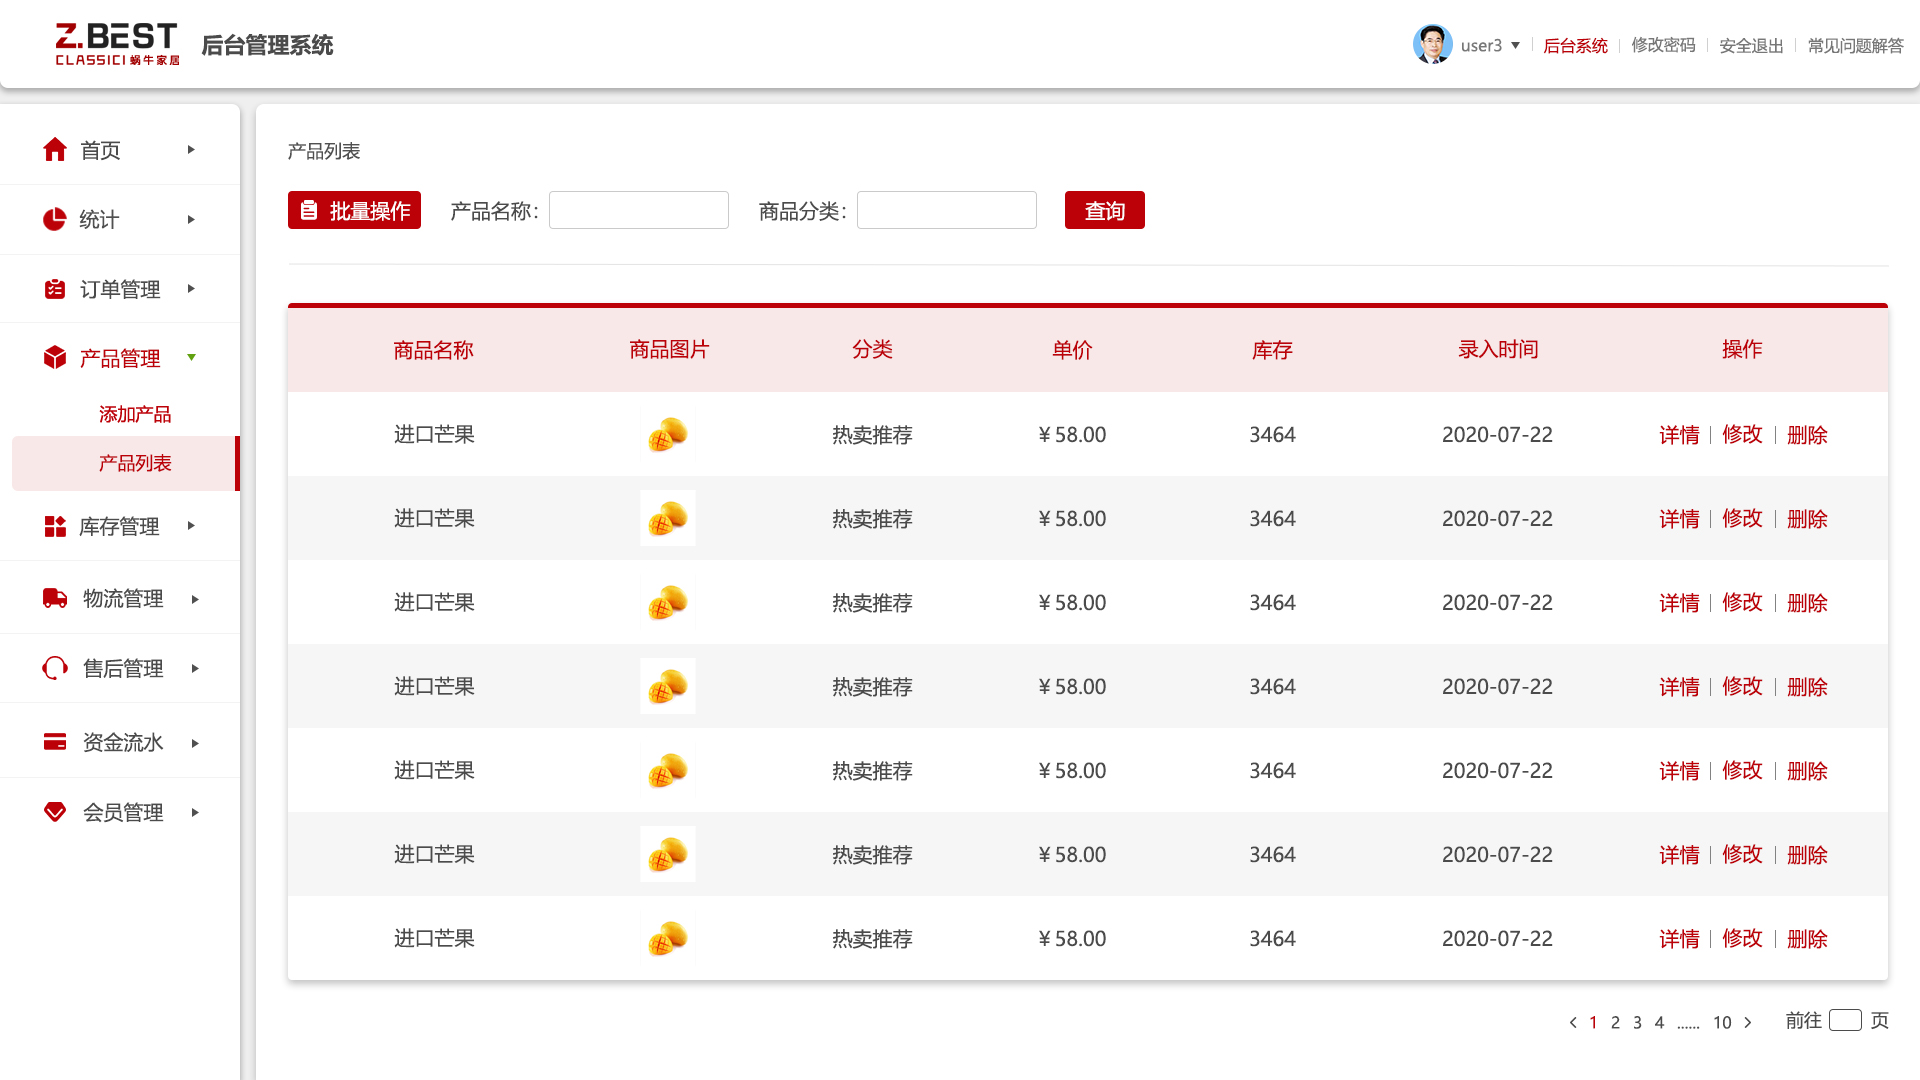 Z.BEST
CLASSICI 蜗牛家居
后台管理系统
user3 后台系统 修改密码 安全退出 常见问题解答
首页
统计
订单管理
产品管理
添加产品
产品列表
库存管理
物流管理
售后管理
资金流水
会员管理
产品列表
批量操作 产品名称: 商品分类: 查询
商品名称 商品图片 分类 单价 库存 录入时间 操作
进口芒果 热卖推荐 ¥58.00 3464 2020-07-22 详情 修改 删除
进口芒果 热卖推荐 ¥58.00 3464 2020-07-22 详情 修改 删除
进口芒果 热卖推荐 ¥58.00 3464 2020-07-22 详情 修改 删除
进口芒果 热卖推荐 ¥58.00 3464 2020-07-22 详情 修改 删除
进口芒果 热卖推荐 ¥58.00 3464 2020-07-22 详情 修改 删除
进口芒果 热卖推荐 ¥58.00 3464 2020-07-22 详情 修改 删除
进口芒果 热卖推荐 ¥58.00 3464 2020-07-22 详情 修改 删除
< 1 2 3 4 ...... 10 > 前往 页